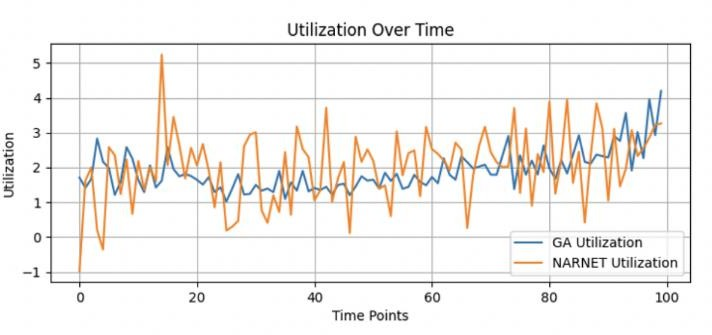 Utilization Over Time
Utilization
5
4
3
2
1
0
−1
0 20 40 60 80 100
Time Points
GA Utilization
NARNET Utilization